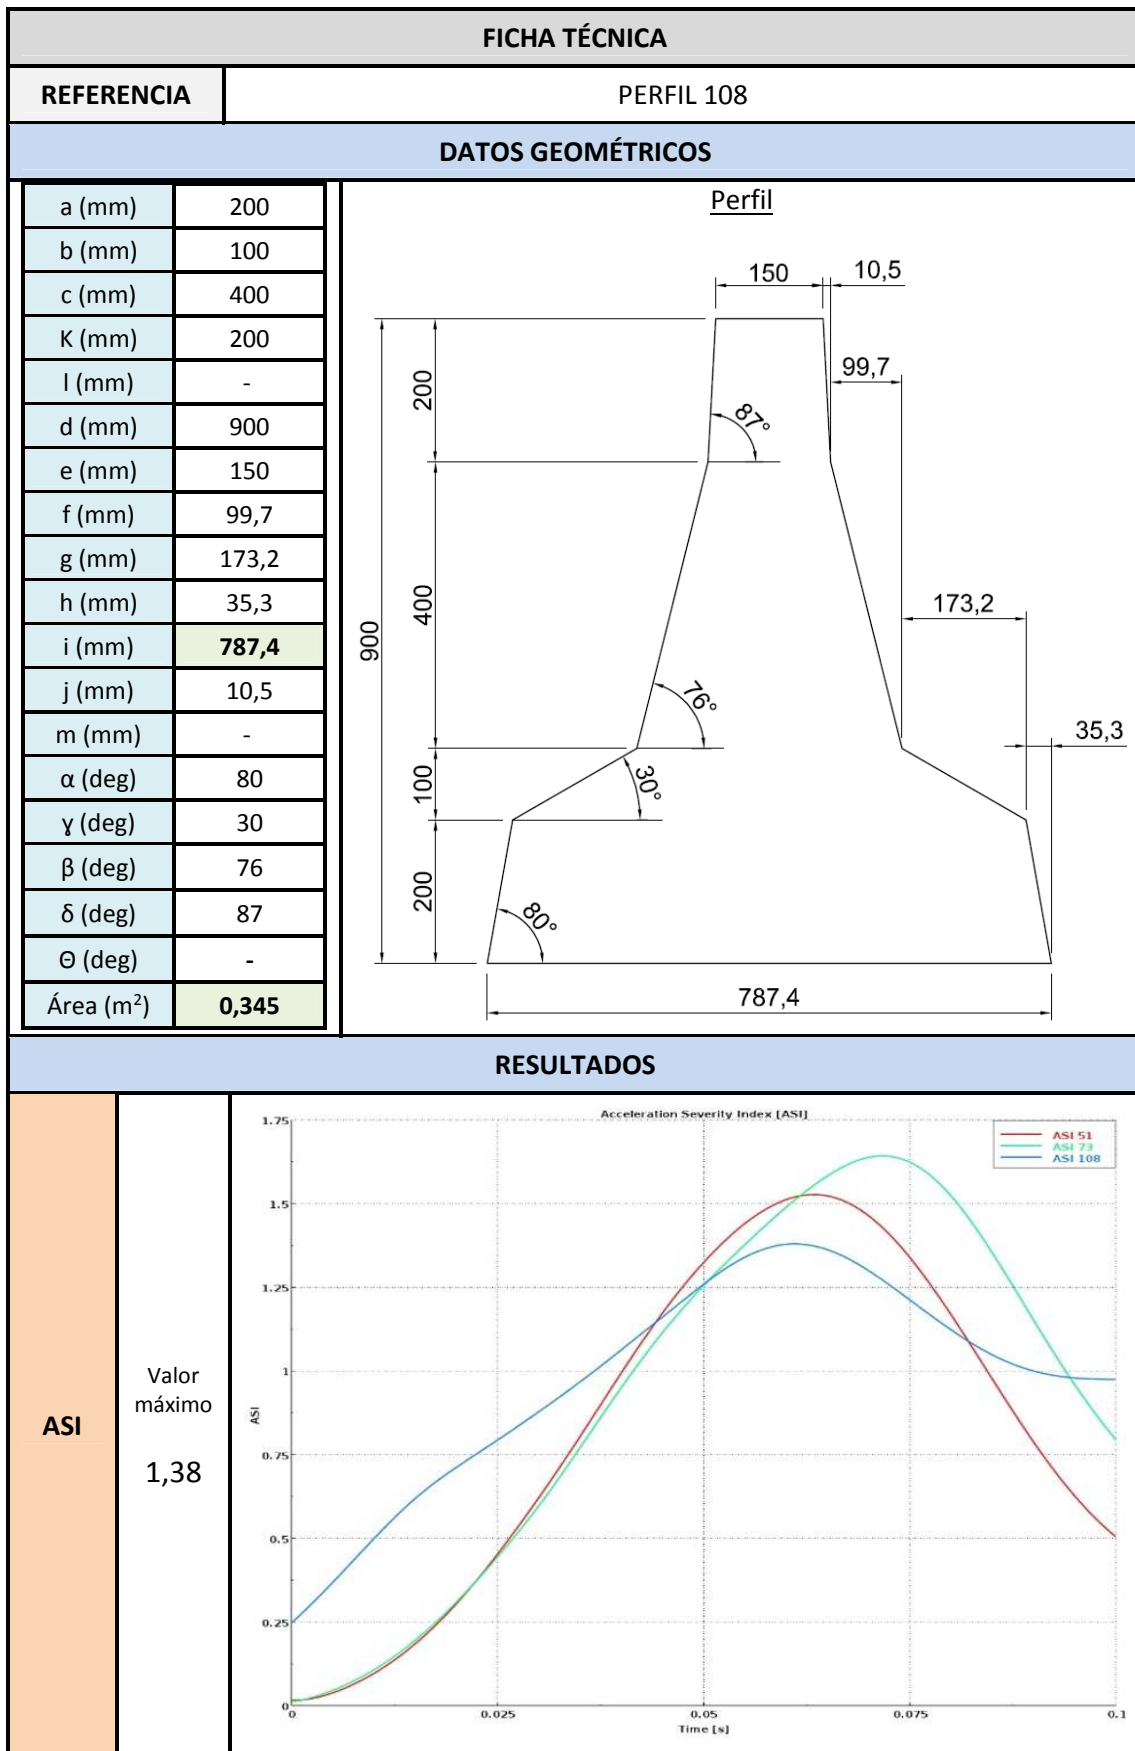 FICHA TÉCNICA
REFERENCIA PERFIL 108
DATOS GEOMÉTRICOS
a (mm) 200
b (mm) 100
c (mm) 400
K (mm) 200
l (mm) -
d (mm) 900
e (mm) 150
f (mm) 99,7
g (mm) 173,2
h (mm) 35,3
i (mm) 787,4
j (mm) 10,5
m (mm) -
α (deg) 80
ɣ (deg) 30
β (deg) 76
δ (deg) 87
Θ (deg) -
Área (m²) 0,345
Perfil
150 10,5
99,7
200
87°
400
173,2
900
76°
35,3
100
30°
200
80°
787,4
RESULTADOS
ASI
Valor
máximo
1,38
Acceleration Severity Index [ASI]
ASI 51
ASI 73
ASI 108
1.75
1.5
1.25
1
0.75
0.5
0.25
0
ASI
0 0.025 0.05 0.075 0.1
Time [s]